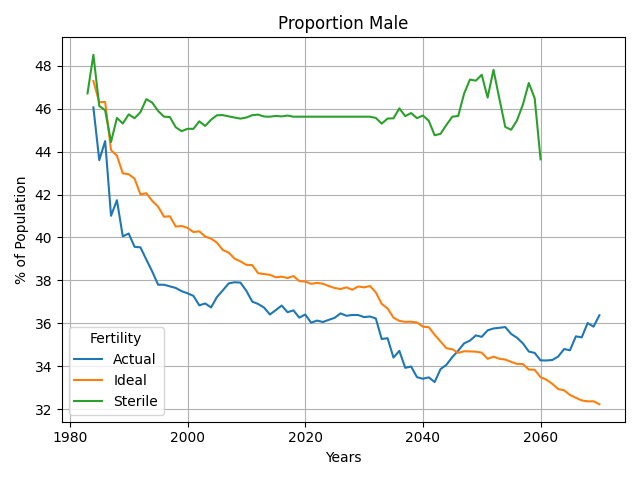 Proportion Male
% of Population
48
46
44
42
40
38
36
34
32
Fertility
Actual
Ideal
Sterile
1980
2000
2020
2040
2060
Years